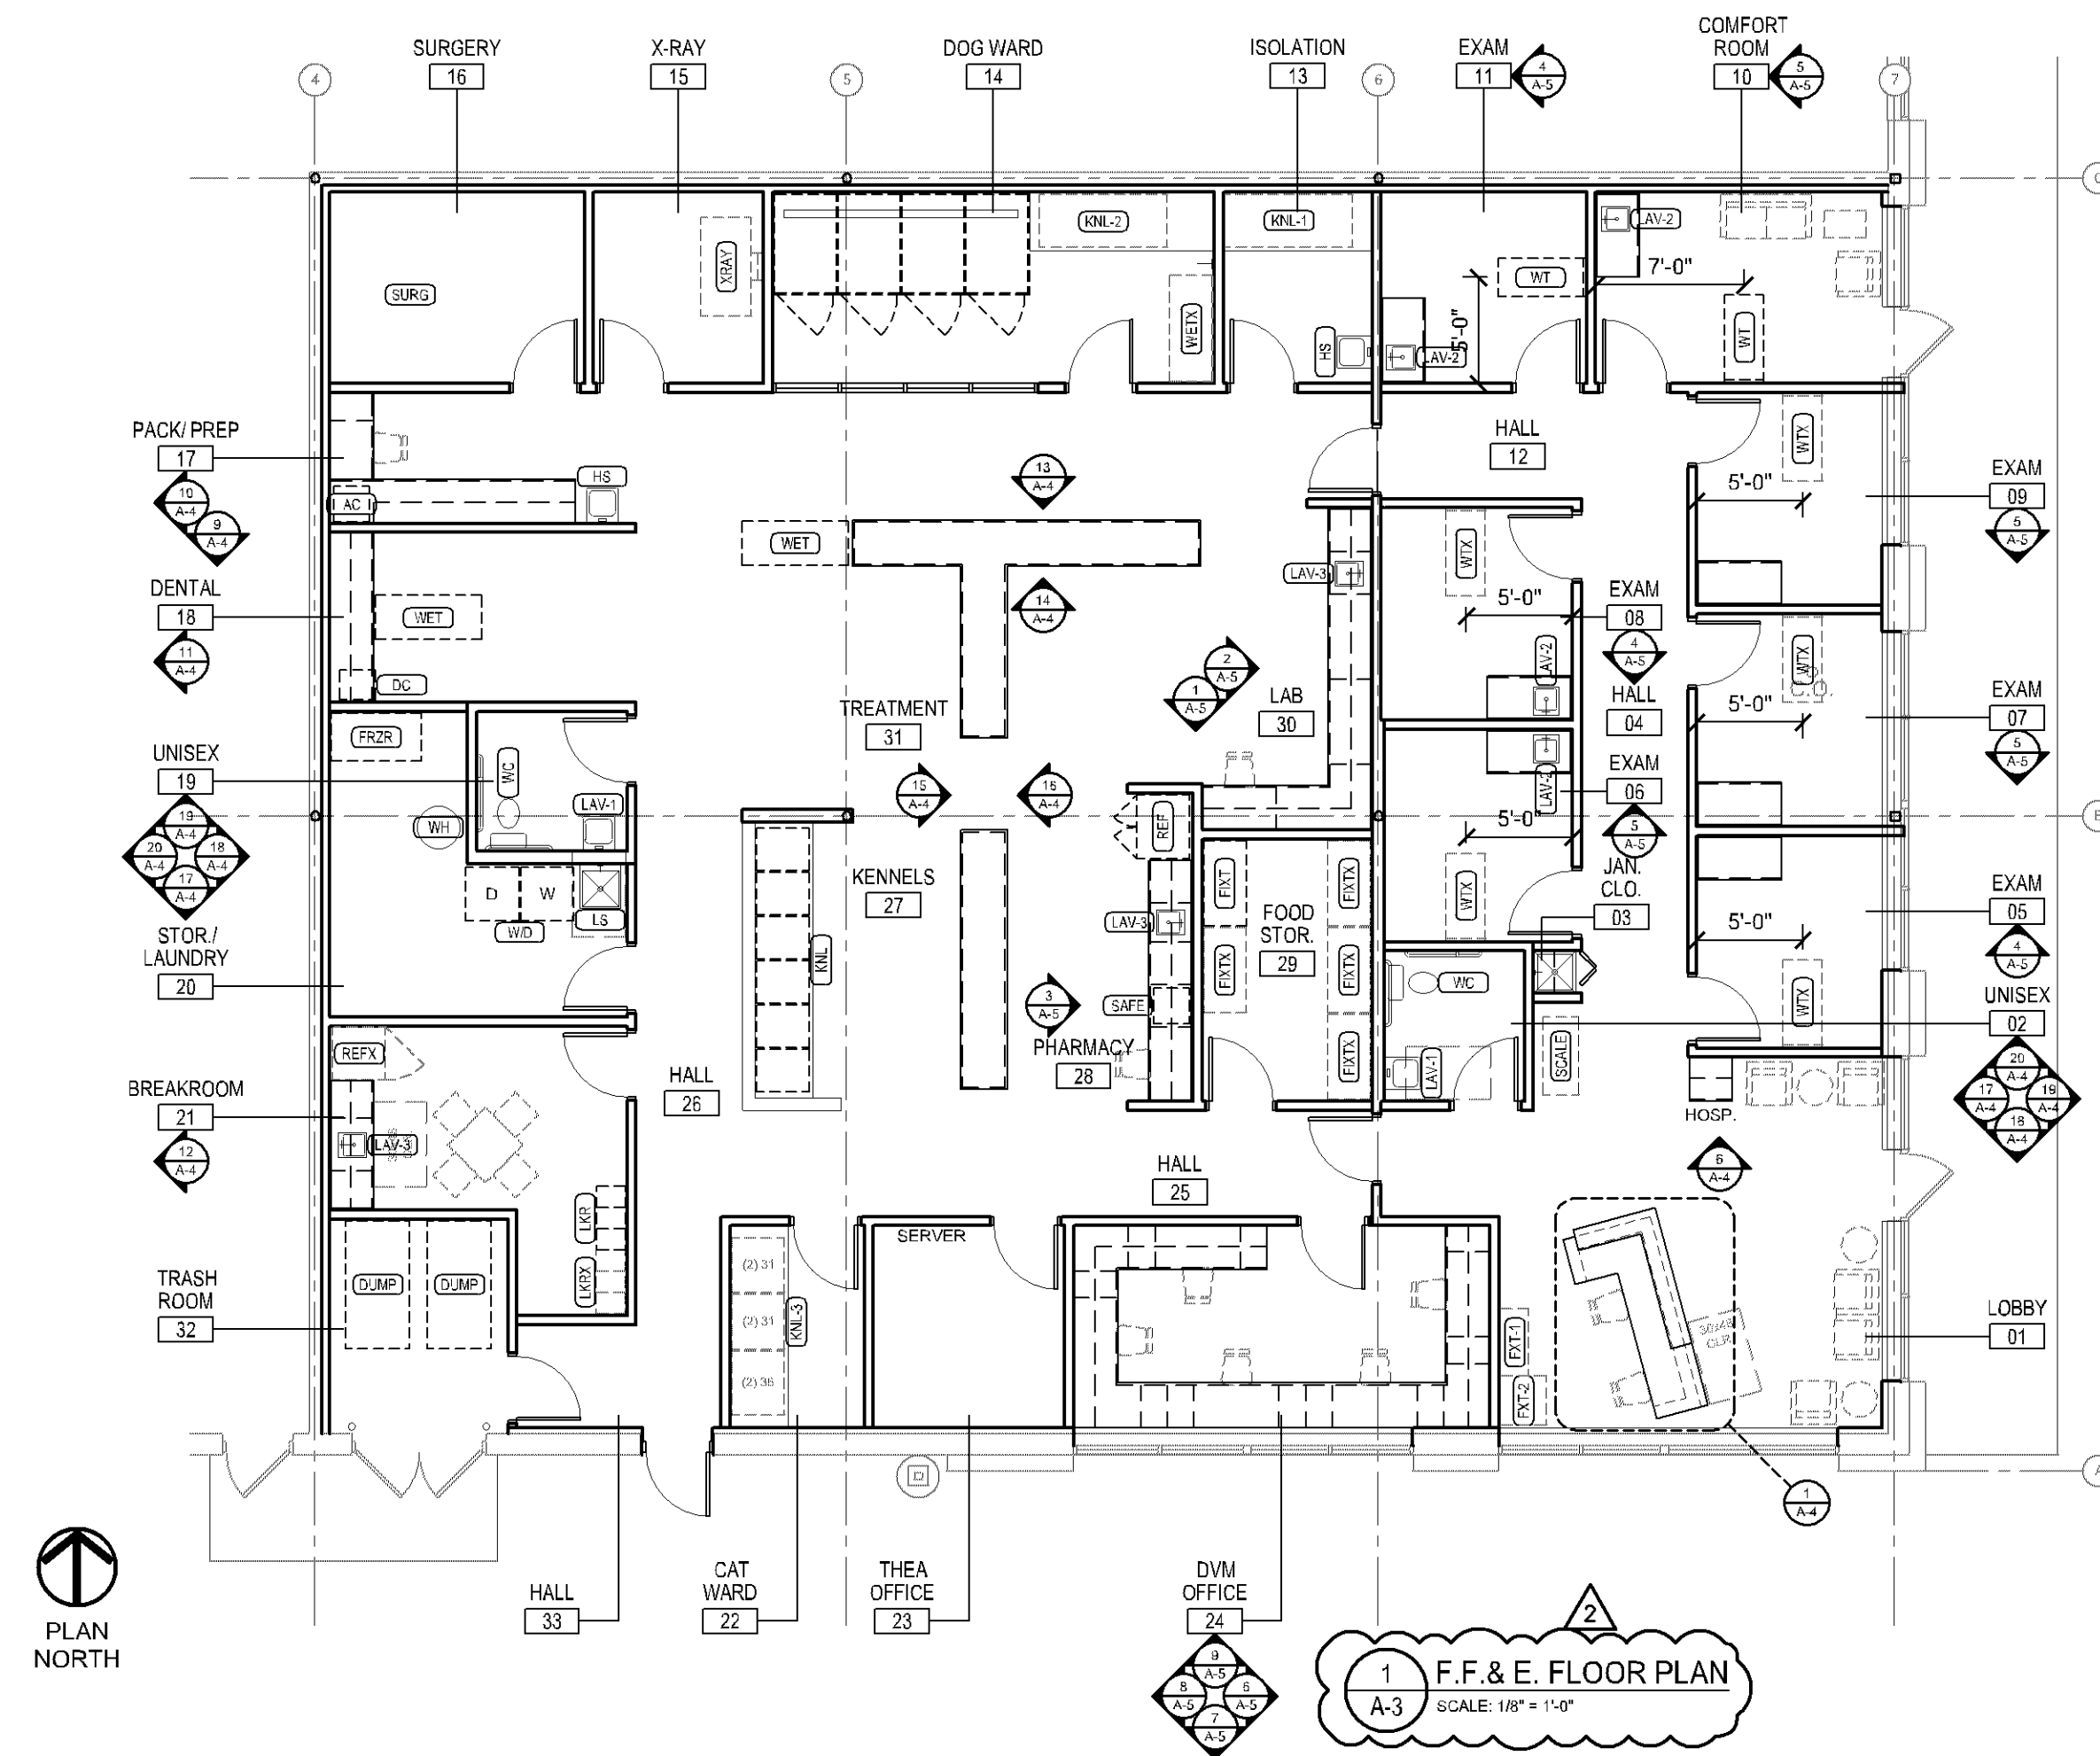 COMFORT
SURGERY X-RAY DOG WARD ISOLATION EXAM ROOM
16 15 14 13 11 10
4 A-5
5 A-5
4 5 6 7
KNL-2 KNL-1 LAV-2
7'-0"
WT
SURG XRAY
WETX HS LAV-2 5'-0" WT
PACK/ PREP
17
10 A-4
9 A-4
HS
AC
13 A-4
HALL
12
WTX
5'-0"
EXAM
09
5 A-5
WET
LAV-3
WTX
DENTAL
18
11 A-4
WET
DC
14 A-4
5'-0"
EXAM
08
4 A-5
LAV-2
2 A-5
1 A-5
LAB
30
HALL
04
WTX
C.O.
5'-0"
EXAM
07
5 A-5
TREATMENT
31
FRZR
UNISEX
19
19 A-4
20 A-4
18 A-4
17 A-4
WC
LAV-1
WH
15 A-4
16 A-4
REF
EXAM
06
5 A-5
LAV-2
5'-0"
B
D W
LS
W/D
KENNELS
27
KNL
LAV-3
FIXT FIXTX
FOOD
STOR.
29
FIXTX FIXTX
FIXTX
WTX
JAN.
CLO.
03
EXAM
05
4 A-5
5'-0"
WTX
STOR./
LAUNDRY
20
3 A-5
SAFE
WC
UNISEX
02
20 A-4
17 A-4
19 A-4
18 A-4
REFX
PHARMACY
28
LAV-1
SCALE
BREAKROOM
21
12 A-4
LAV-3
HALL
26
HOSP.
6 A-4
HALL
25
LKR
LKRX
SERVER
TRASH
ROOM
32
DUMP DUMP
(2) 31
(2) 31
(2) 36
KNL-3
FXT-1
FXT-2
30x48
CLR
LOBBY
01
1 A-4
PLAN
NORTH
HALL
33
CAT
WARD
22
THEA
OFFICE
23
DVM
OFFICE
24
9 A-5
8 A-5
6 A-5
7 A-5
2
1
A-3
F.F.& E. FLOOR PLAN
SCALE: 1/8" = 1'-0"